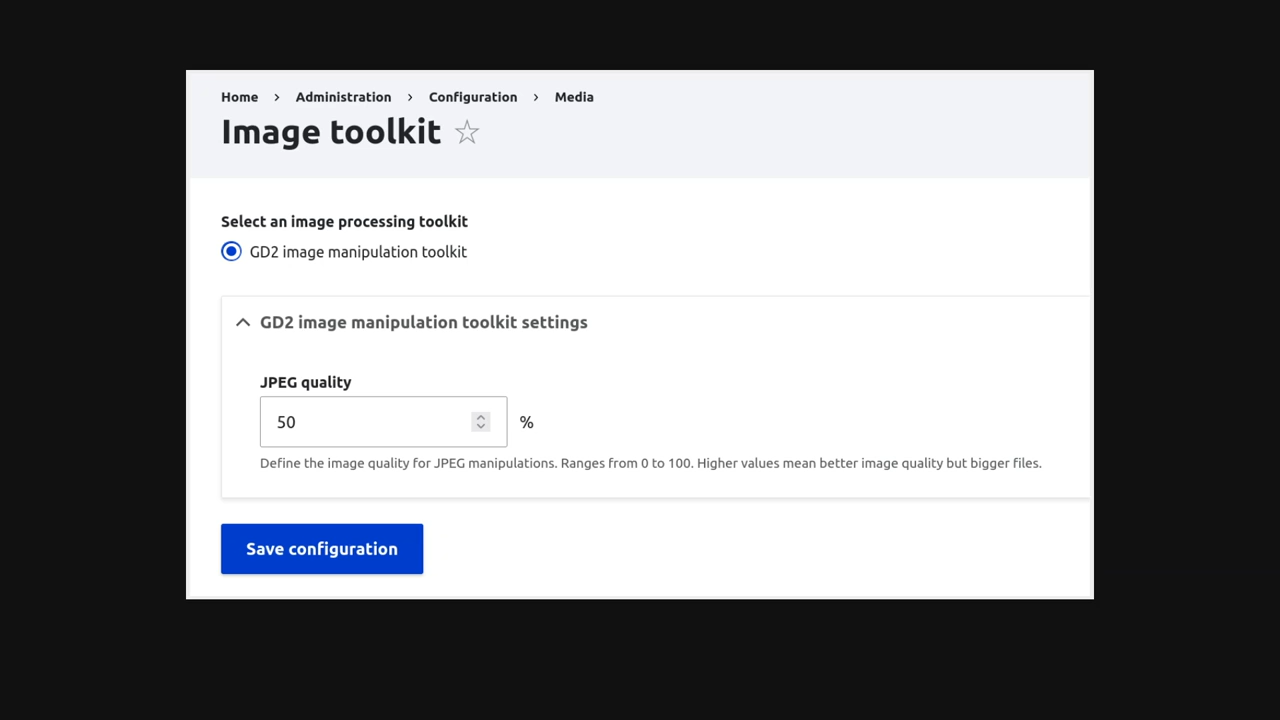 Home › Administration › Configuration › Media
Image toolkit
Select an image processing toolkit
GD2 image manipulation toolkit
GD2 image manipulation toolkit settings
JPEG quality
50 %
Define the image quality for JPEG manipulations. Ranges from 0 to 100. Higher values mean better image quality but bigger files.
Save configuration